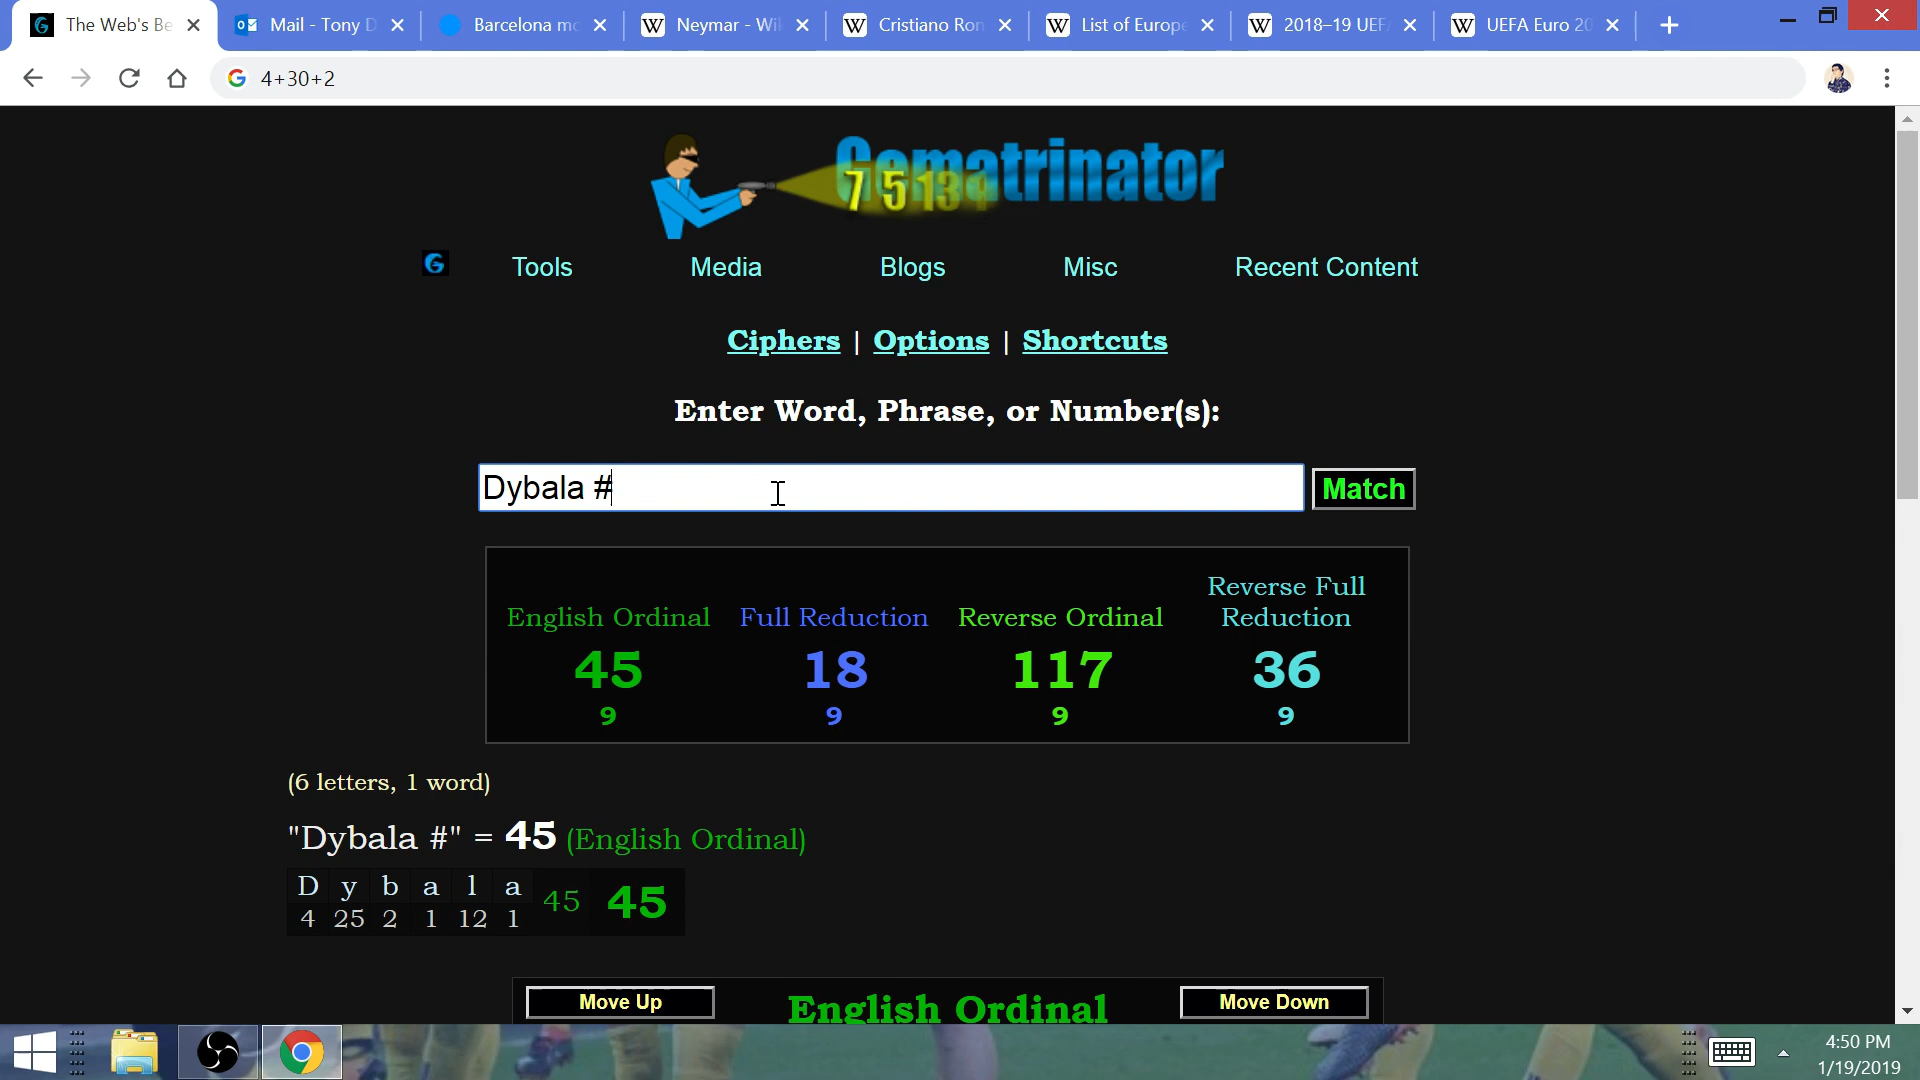 The Web's Be
Mail - Tony D
Barcelona mo
Neymar - Wi
Cristiano Ron
List of Europe
2018–19 UEF
UEFA Euro 20
4+30+2
Gematrinator
7 5 13 9
Tools Media Blogs Misc Recent Content
Ciphers | Options | Shortcuts
Enter Word, Phrase, or Number(s):
Dybala # Match
English Ordinal Full Reduction Reverse Ordinal Reverse Full Reduction
45 18 117 36
9 9 9 9
(6 letters, 1 word)
"Dybala #" = 45 (English Ordinal)
D y b a l a 45 45
4 25 2 1 12 1
Move Up English Ordinal Move Down
4:50 PM
1/19/2019